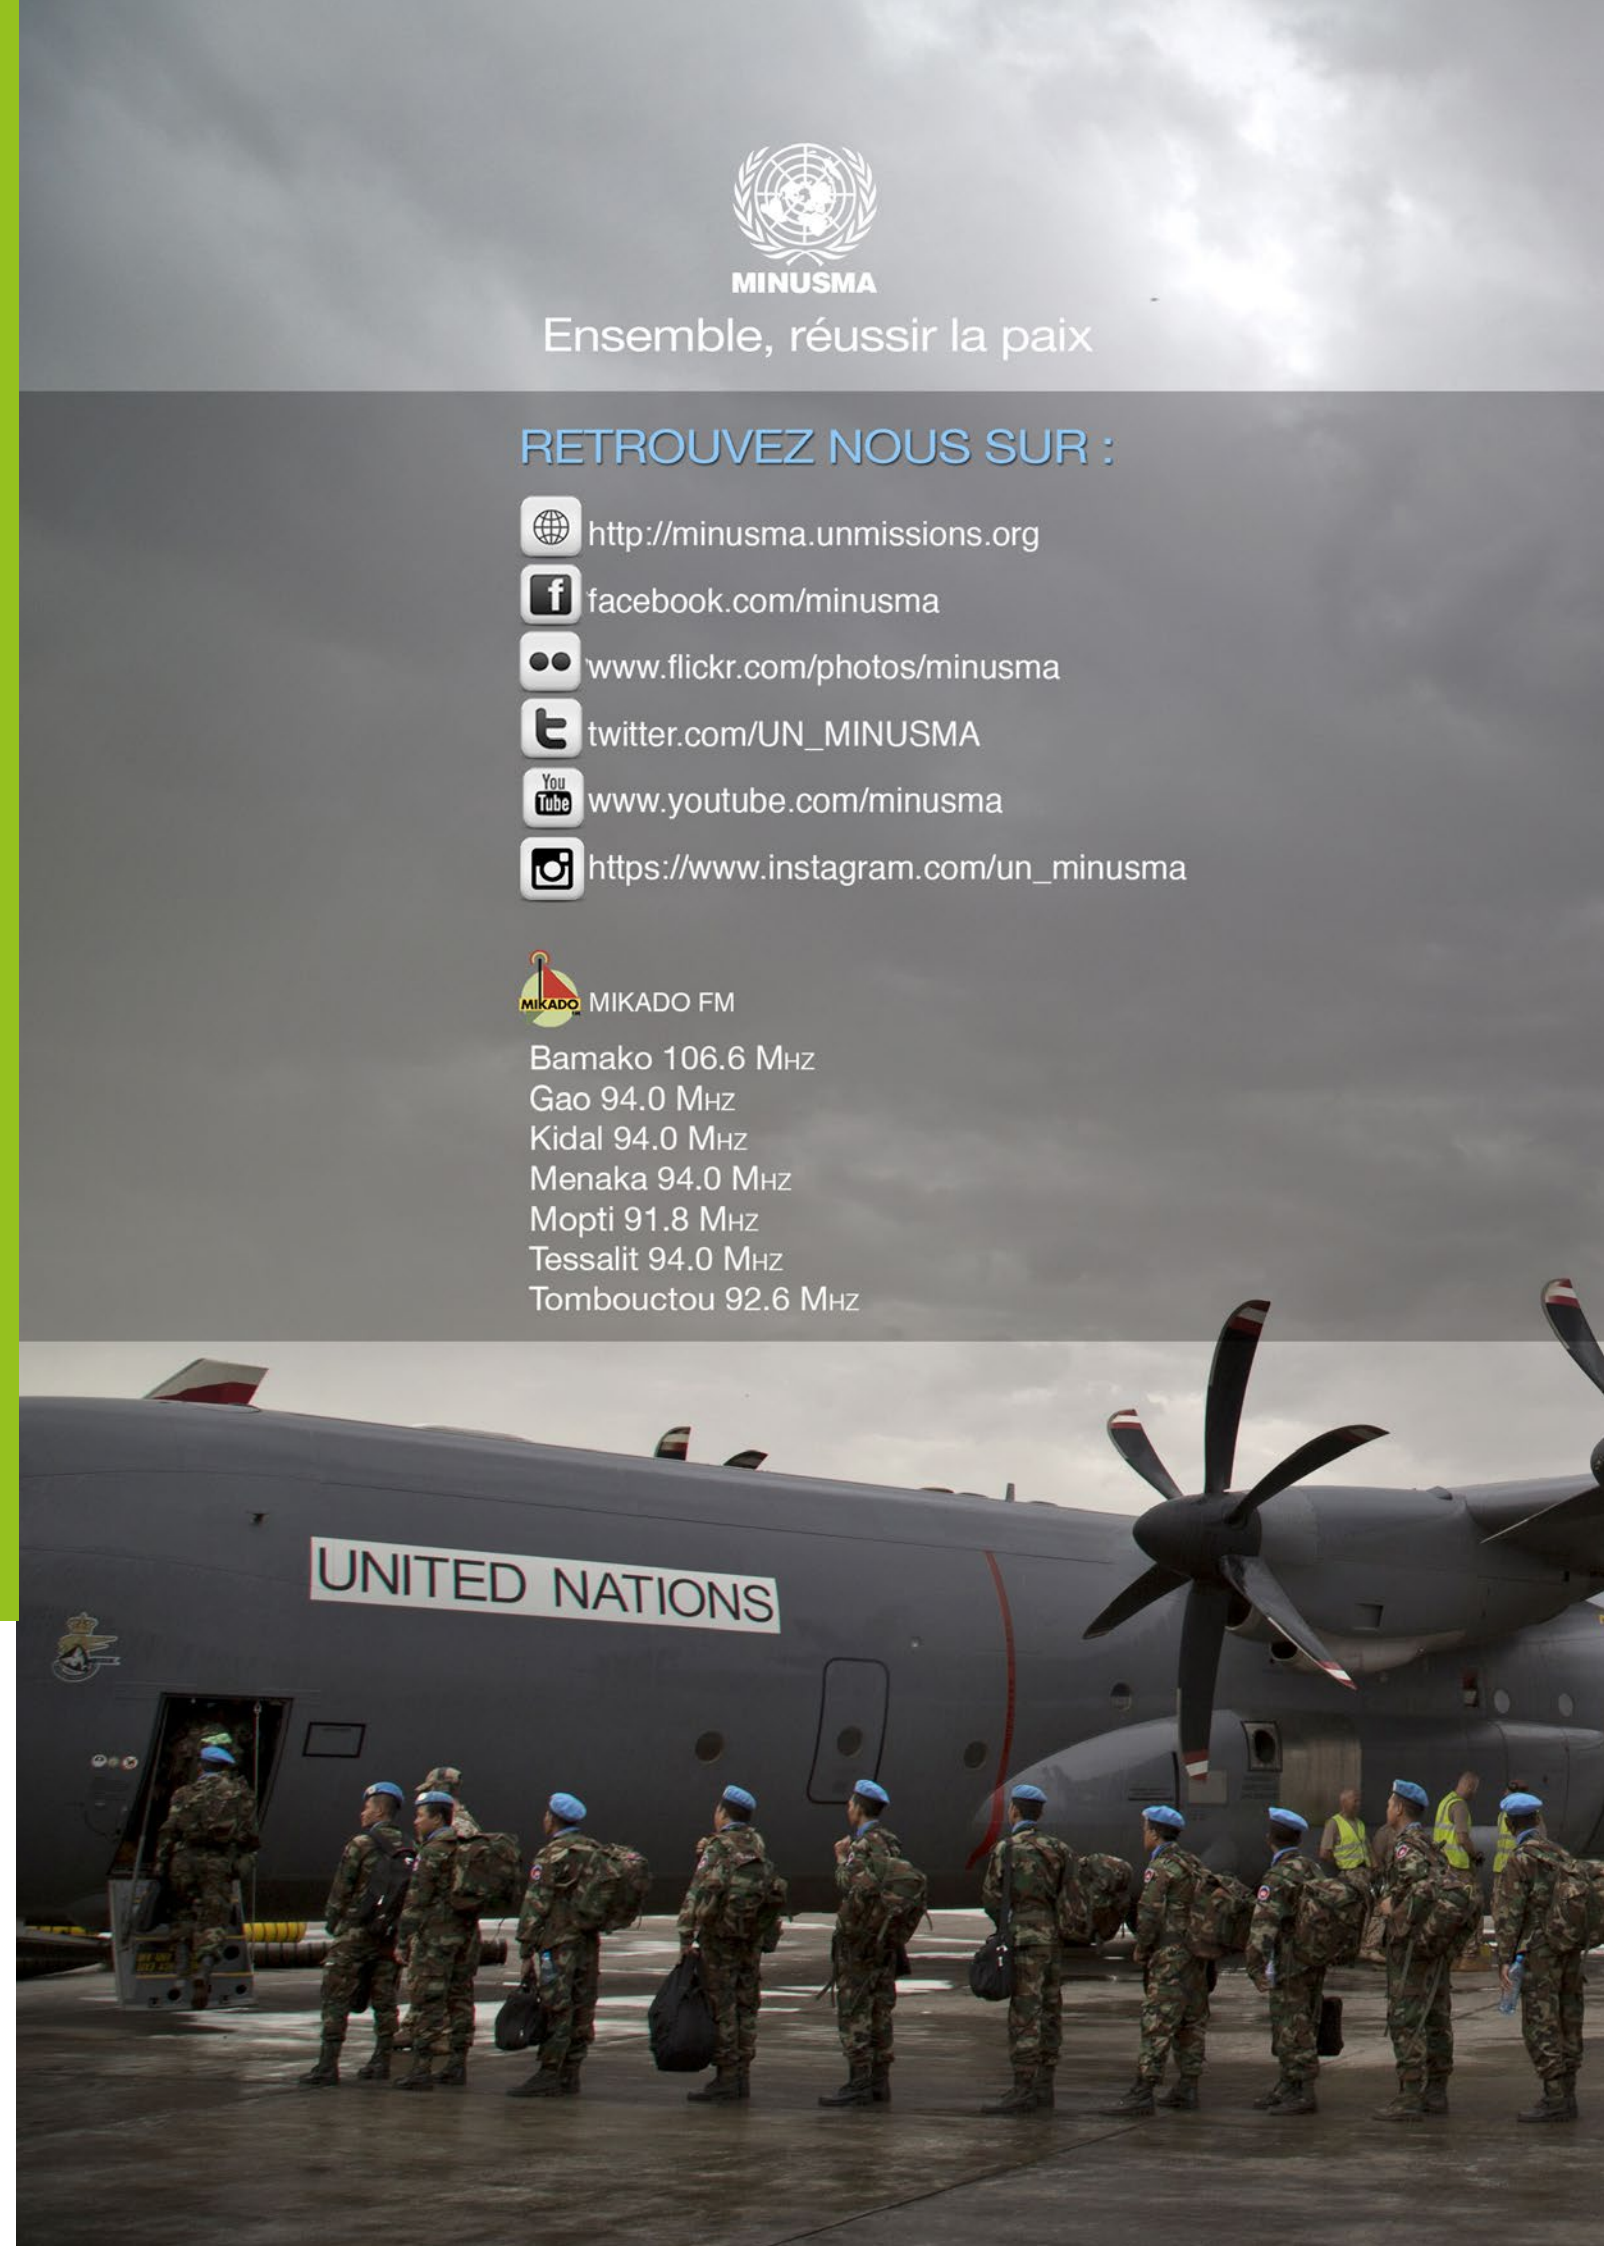 MINUSMA
Ensemble, réussir la paix
RETROUVEZ NOUS SUR :
http://minusma.unmissions.org
facebook.com/minusma
www.flickr.com/photos/minusma
twitter.com/UN_MINUSMA
You
Tube
www.youtube.com/minusma
https://www.instagram.com/un_minusma
MIKADO
MIKADO FM
Bamako 106.6 MHZ
Gao 94.0 MHZ
Kidal 94.0 MHZ
Menaka 94.0 MHZ
Mopti 91.8 MHZ
Tessalit 94.0 MHZ
Tombouctou 92.6 MHZ
UNITED NATIONS